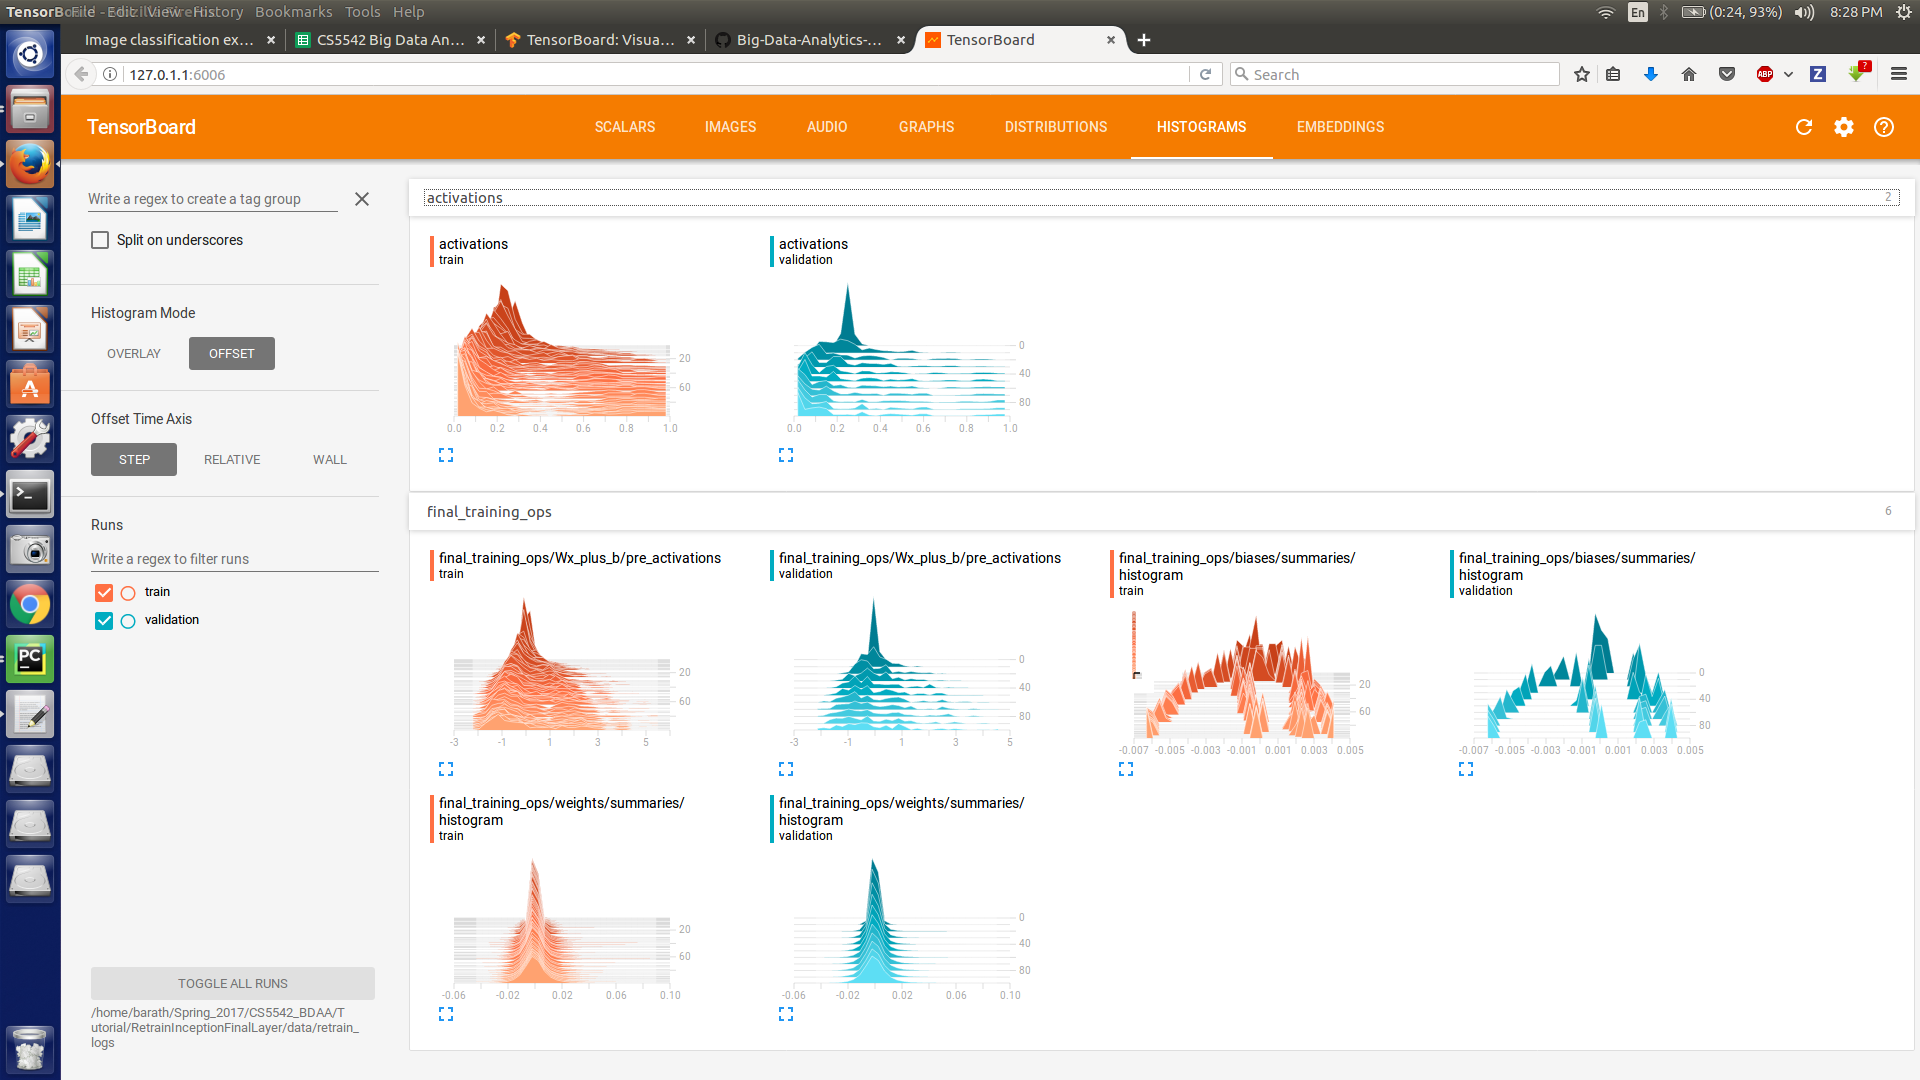 TensorBoard - Mozilla Firefox
File Edit View History Bookmarks Tools Help
En (0:24, 93%) 8:28 PM
Image classification ex...
CS5542 Big Data An...
TensorBoard: Visua...
Big-Data-Analytics-...
TensorBoard
127.0.1.1:6006
Search
ABP
Z
?
TensorBoard
SCALARS IMAGES AUDIO GRAPHS DISTRIBUTIONS HISTOGRAMS EMBEDDINGS
Write a regex to create a tag group
Split on underscores
Histogram Mode
OVERLAY OFFSET
Offset Time Axis
STEP RELATIVE WALL
Runs
Write a regex to filter runs
train
validation
TOGGLE ALL RUNS
/home/barath/Spring_2017/CS5542_BDAA/T
utorial/RetrainInceptionFinalLayer/data/retrain_
logs
PC
activations 2
activations
train
20
60
0.0 0.2 0.4 0.6 0.8 1.0
activations
validation
0
40
80
0.0 0.2 0.4 0.6 0.8 1.0
final_training_ops 6
final_training_ops/Wx_plus_b/pre_activations
train
20
60
-3 -1 1 3 5
final_training_ops/Wx_plus_b/pre_activations
validation
0
40
80
-3 -1 1 3 5
final_training_ops/biases/summaries/
histogram
train
20
60
-0.007 -0.005 -0.003 -0.001 0.001 0.003 0.005
final_training_ops/biases/summaries/
histogram
validation
0
40
80
-0.007 -0.005 -0.003 -0.001 0.001 0.003 0.005
final_training_ops/weights/summaries/
histogram
train
20
60
-0.06 -0.02 0.02 0.06 0.10
final_training_ops/weights/summaries/
histogram
validation
0
40
80
-0.06 -0.02 0.02 0.06 0.10